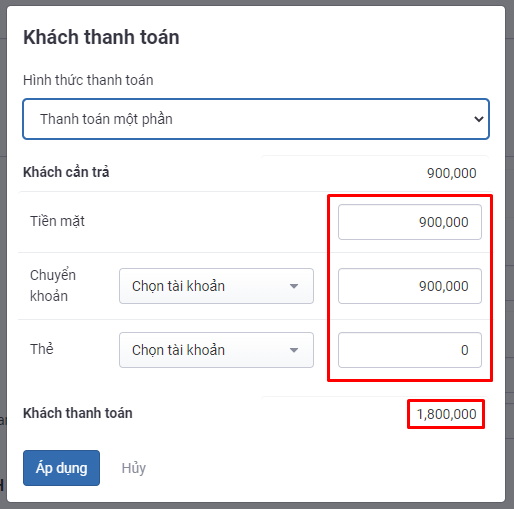 Khách thanh toán
Hình thức thanh toán
Thanh toán một phần
Khách cần trả 900,000
Tiền mặt 900,000
Chuyển khoản Chọn tài khoản 900,000
Thẻ Chọn tài khoản 0
Khách thanh toán 1,800,000
Áp dụng Hủy